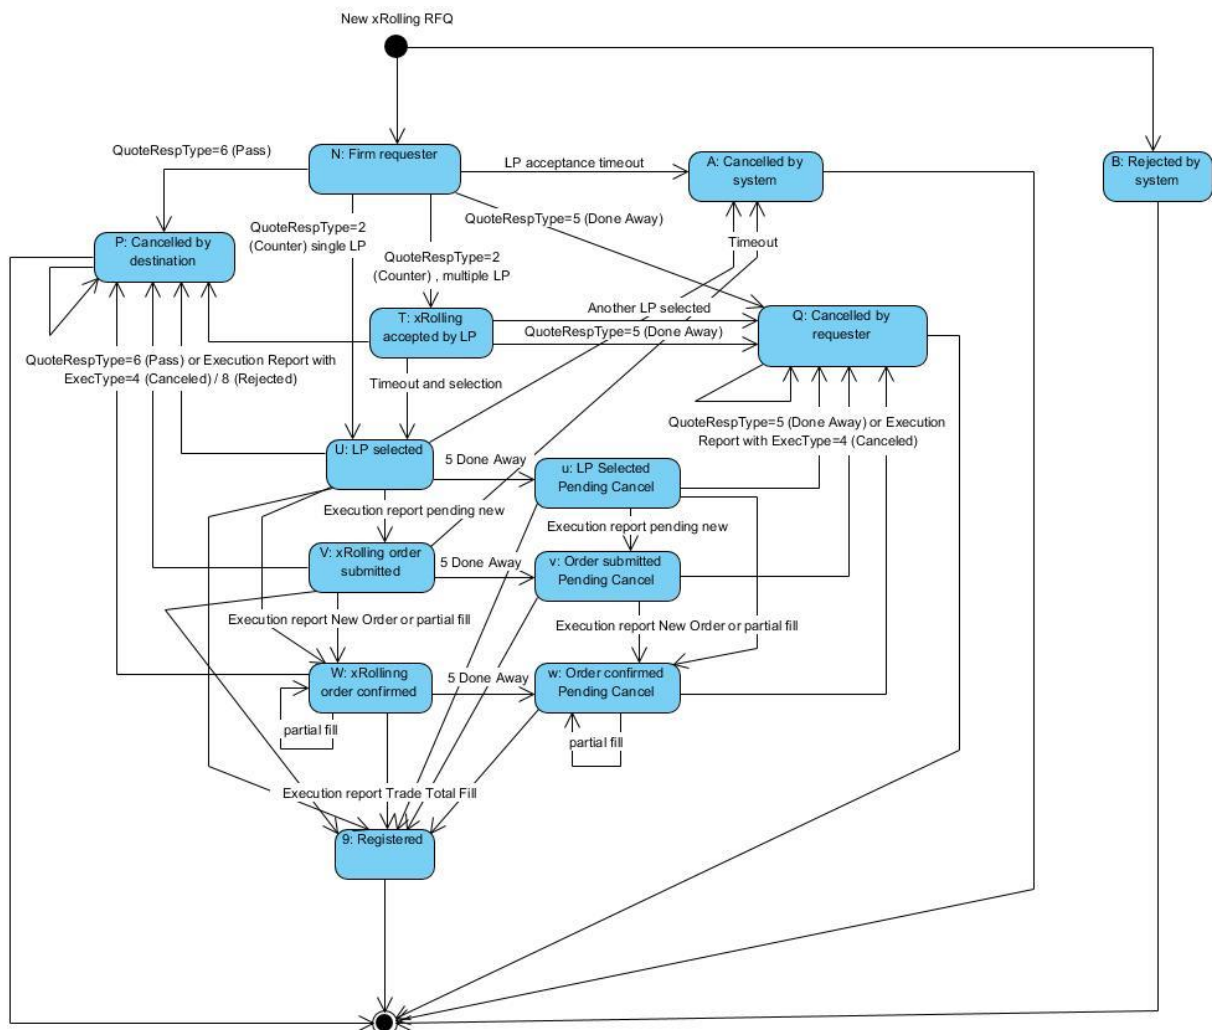 New xRolling RFQ
QuoteRespType=6 (Pass)
N: Firm requester
LP acceptance timeout
A: Cancelled by
system
B: Rejected by
system
QuoteRespType=2
(Counter) single LP
QuoteRespType=5 (Done Away)
P: Cancelled by
destination
Timeout
QuoteRespType=2
(Counter) , multiple LP
Another LP selected
T: xRolling
accepted by LP
QuoteRespType=5 (Done Away)
Q: Cancelled by
requester
QuoteRespType=6 (Pass) or Execution Report with
ExecType=4 (Canceled) / 8 (Rejected)
Timeout and selection
QuoteRespType=5 (Done Away) or Execution
Report with ExecType=4 (Canceled)
U: LP selected
5 Done Away
u: LP Selected
Pending Cancel
Execution report pending new
Execution report pending new
V: xRolling order
submitted
5 Done Away
v: Order submitted
Pending Cancel
Execution report New Order or partial fill
Execution report New Order or partial fill
W: xRollinng
order confirmed
5 Done Away
w: Order confirmed
Pending Cancel
partial fill
partial fill
Execution report Trade Total Fill
9: Registered